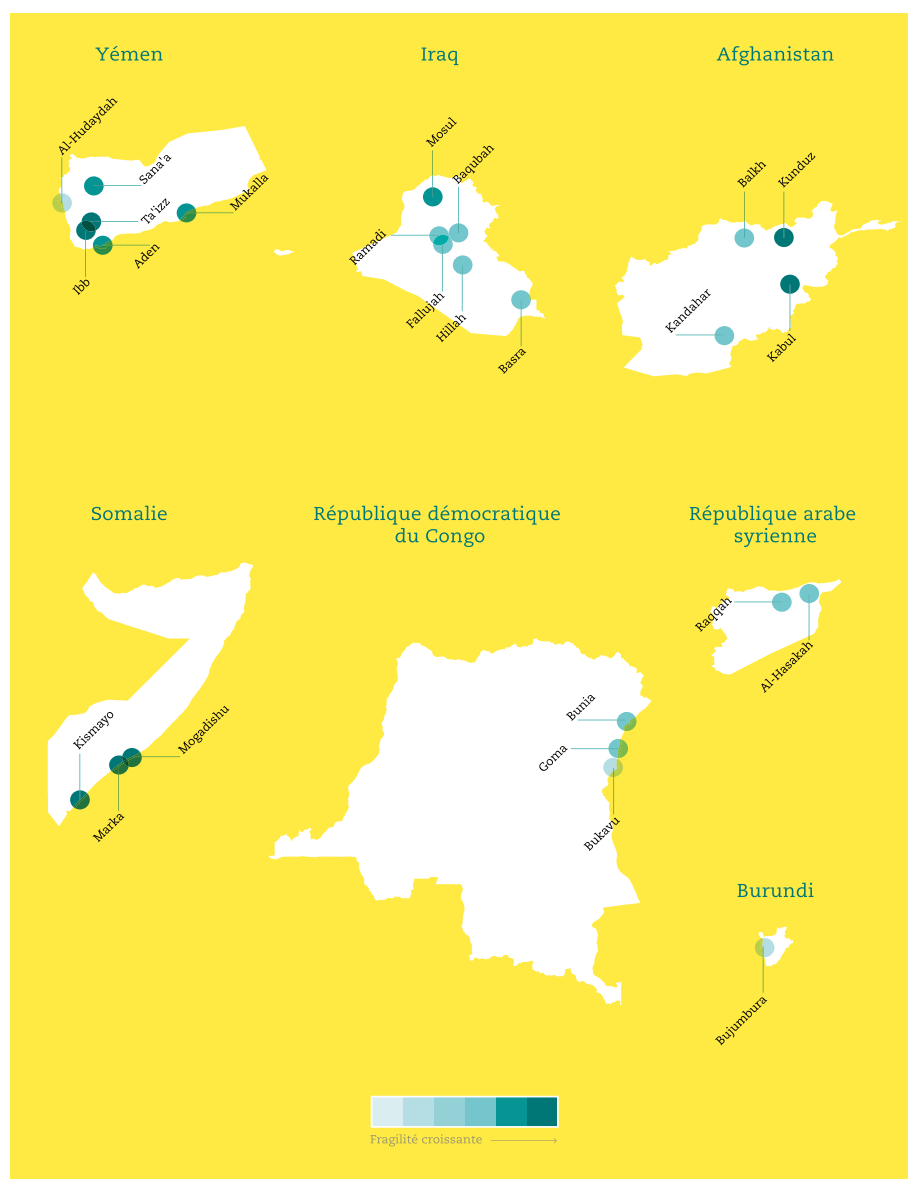 Yémen
Al-Hudaydah
Sana'a
Ta'izz
Mukalla
Aden
Ibb
Iraq
Mosul
Baqubah
Ramadi
Fallujah
Hillah
Basra
Afghanistan
Balkh
Kunduz
Kandahar
Kabul
Somalie
Kismayo
Mogadishu
Marka
République démocratique
du Congo
Bunia
Goma
Bukavu
République arabe
syrienne
Raqqah
Al-Hasakah
Burundi
Bujumbura
Fragilité croissante